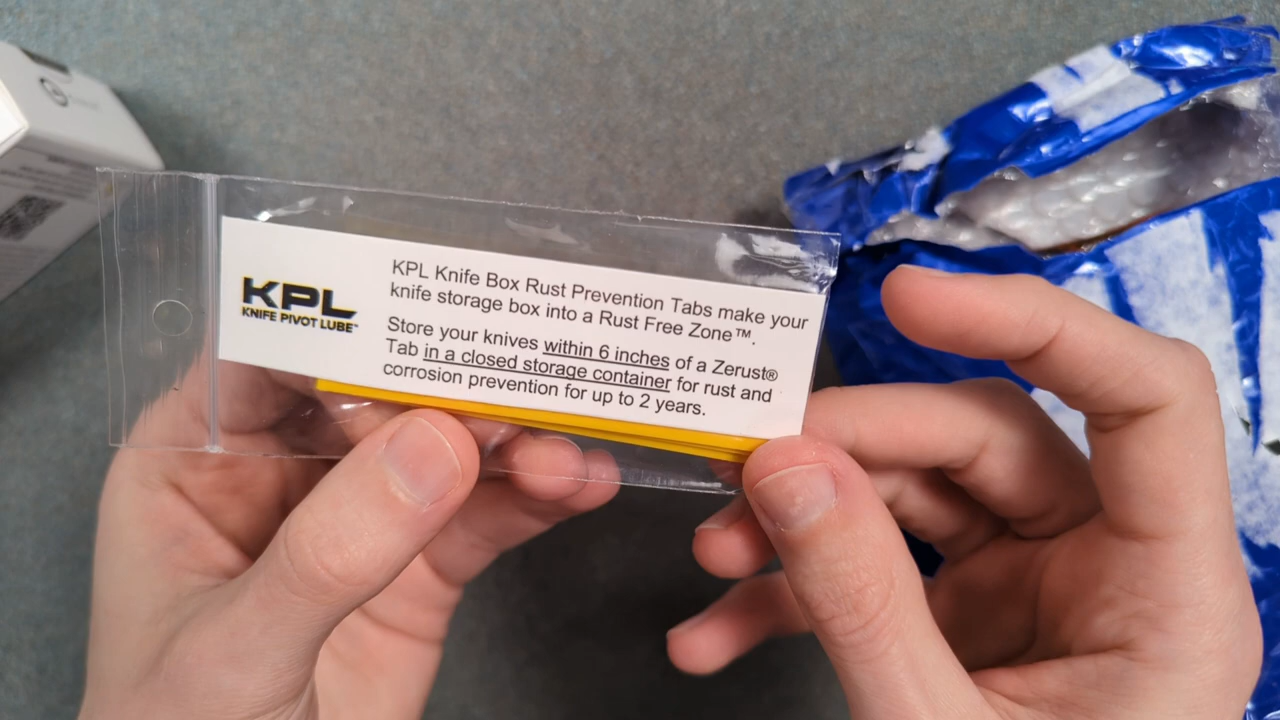 KPL
KNIFE PIVOT LUBE™
KPL Knife Box Rust Prevention Tabs make your
knife storage box into a Rust Free Zone™.
Store your knives within 6 inches of a Zerust®
Tab in a closed storage container for rust and
corrosion prevention for up to 2 years.